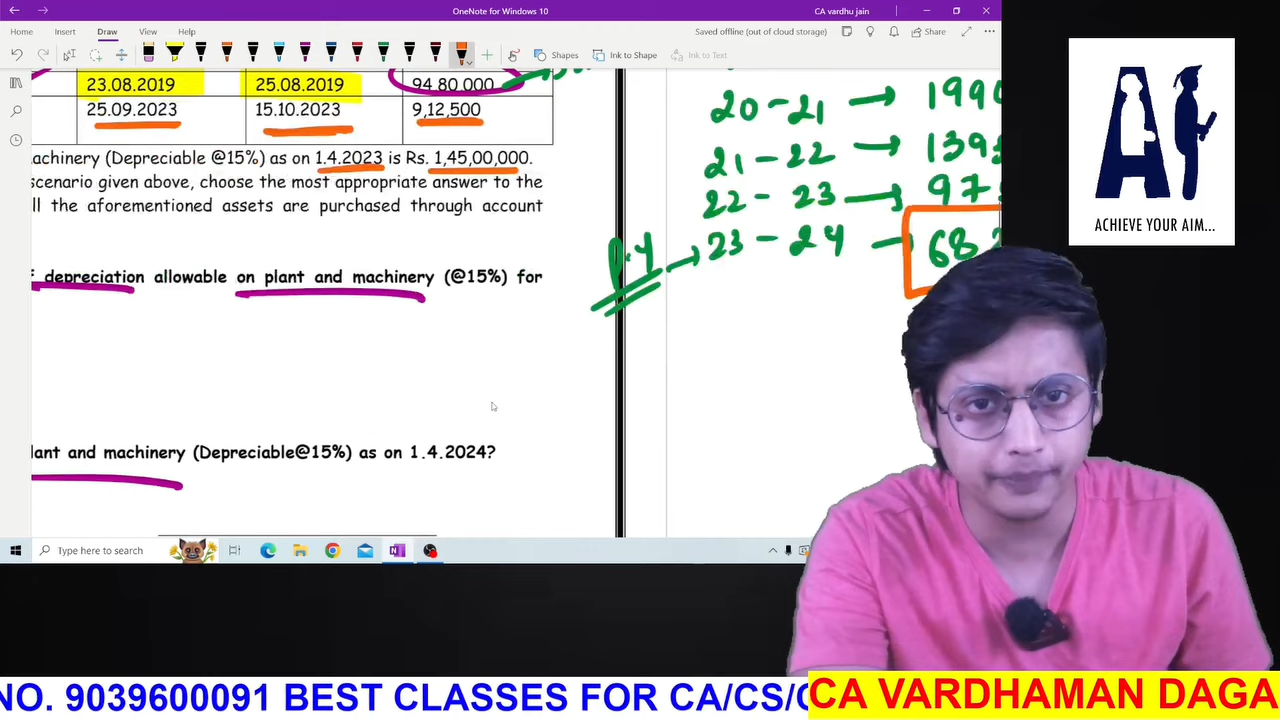 OneNote for Windows 10
CA vardhu jain
Home Insert Draw View Help
Saved offline (out of cloud storage) Share
Shapes Ink to Shape Ink to Text
23.08.2019 25.08.2019 94,80,000
25.09.2023 15.10.2023 9,12,500
(Depreciable @15%) as on 1.4.2023 is Rs. 1,45,00,000.
scenario given above, choose the most appropriate answer to the
the aforementioned assets are purchased through account
depreciation allowable on plant and machinery (@15%) for
and machinery (Depreciable@15%) as on 1.4.2024?
20-21 → 1990
21-22 → 139
22-23 → 97
P.Y → 23-24 - 68
Type here to search
ACHIEVE YOUR AIM...
NO. 9039600091 BEST CLASSES FOR CA/CS/
CA VARDHAMAN DAGA